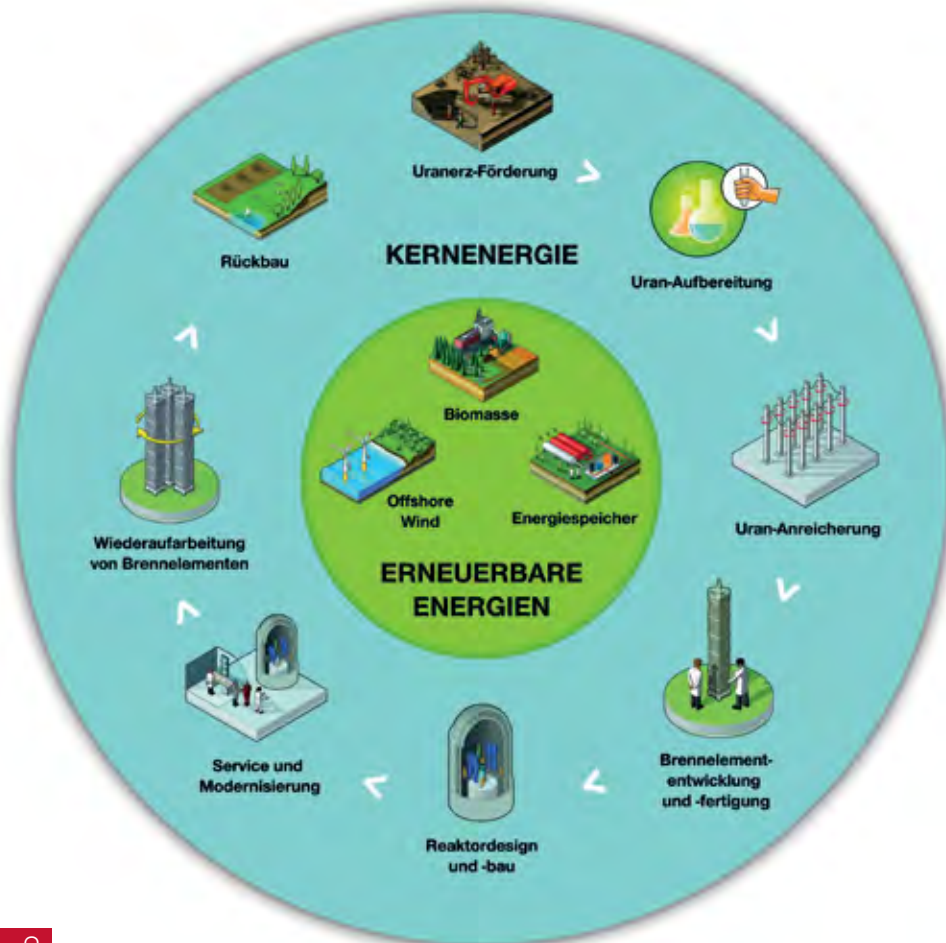 Uranerz-Förderung
Uran-Aufbereitung
Uran-Anreicherung
Brennelement-
entwicklung
und -fertigung
Reaktordesign
und -bau
Service und
Modernisierung
Wiederaufarbeitung
von Brennelementen
Rückbau
KERNENERGIE
Biomasse
Offshore
Wind
Energiespeicher
ERNEUERBARE
ENERGIEN